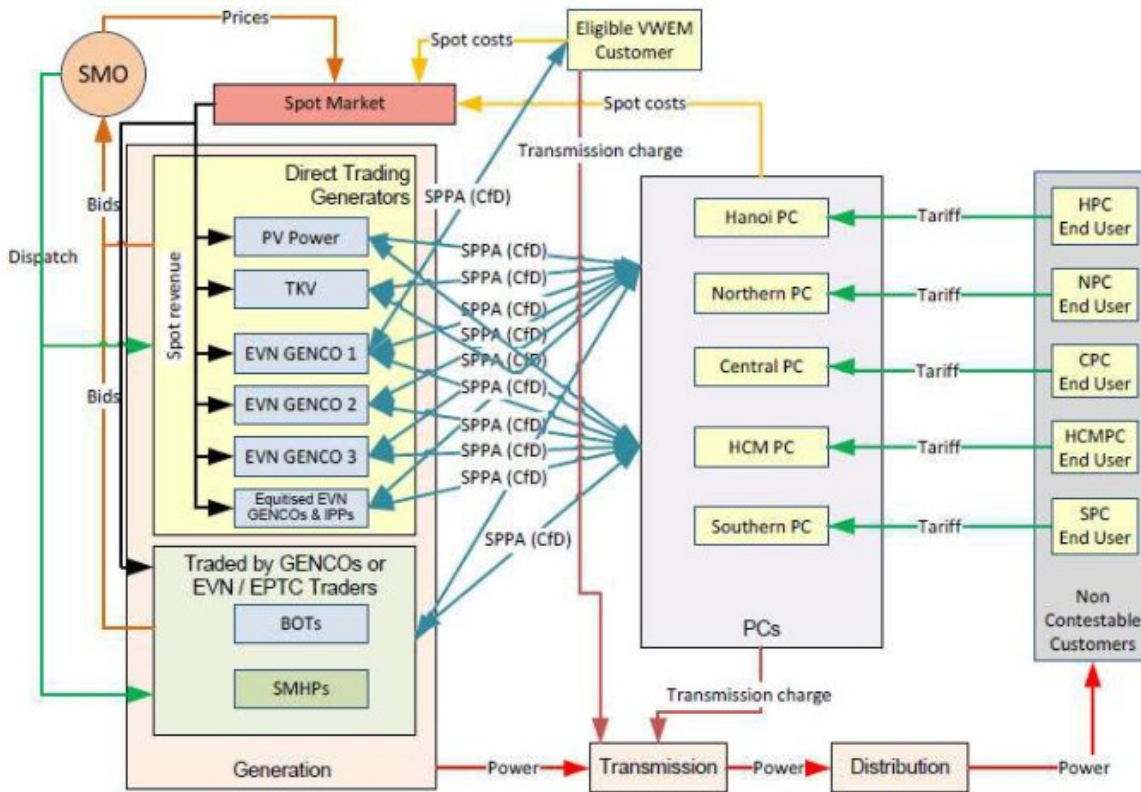 Prices
Eligible VWEM
Customer
Spot costs
SMO
Spot Market
Spot costs
Transmission charge
Direct Trading
Generators
SPPA (CfD)
Bids
Dispatch
Spot revenue
PV Power
TKV
EVN GENCO 1
EVN GENCO 2
EVN GENCO 3
Equitised EVN
GENCOs & IPPs
Bids
SPPA (CfD)
SPPA (CfD)
SPPA (CfD)
SPPA (CfD)
SPPA (CfD)
SPPA (CfD)
SPPA (CfD)
SPPA (CfD)
SPPA (CfD)
SPPA (CfD)
Hanoi PC
Northern PC
Central PC
HCM PC
Southern PC
PCs
Tariff
Tariff
Tariff
Tariff
Tariff
HPC
End User
NPC
End User
CPC
End User
HCMPC
End User
SPC
End User
Non
Contestable
Customers
Traded by GENCOs or
EVN / EPTC Traders
BOTs
SMHPs
Generation
Transmission charge
Power
Transmission
Power
Distribution
Power